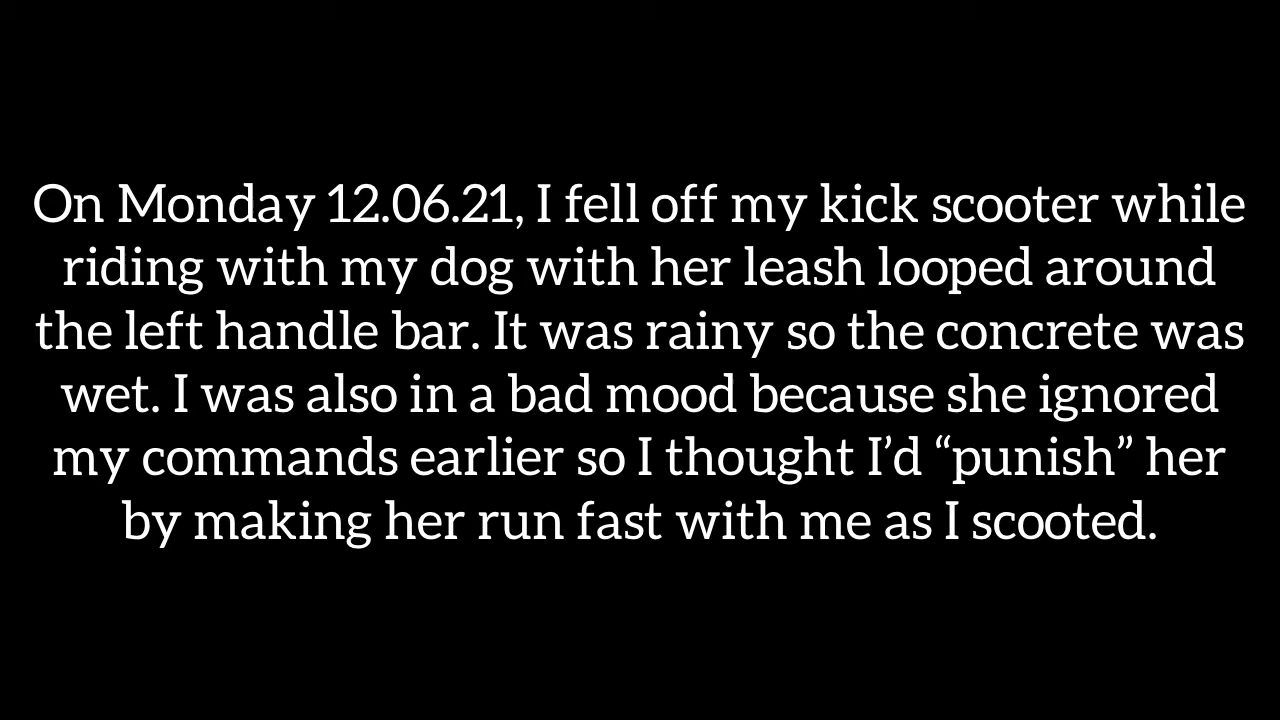 On Monday 12.06.21, I fell off my kick scooter while
riding with my dog with her leash looped around
the left handle bar. It was rainy so the concrete was
wet. I was also in a bad mood because she ignored
my commands earlier so I thought I’d “punish” her
by making her run fast with me as I scooted.